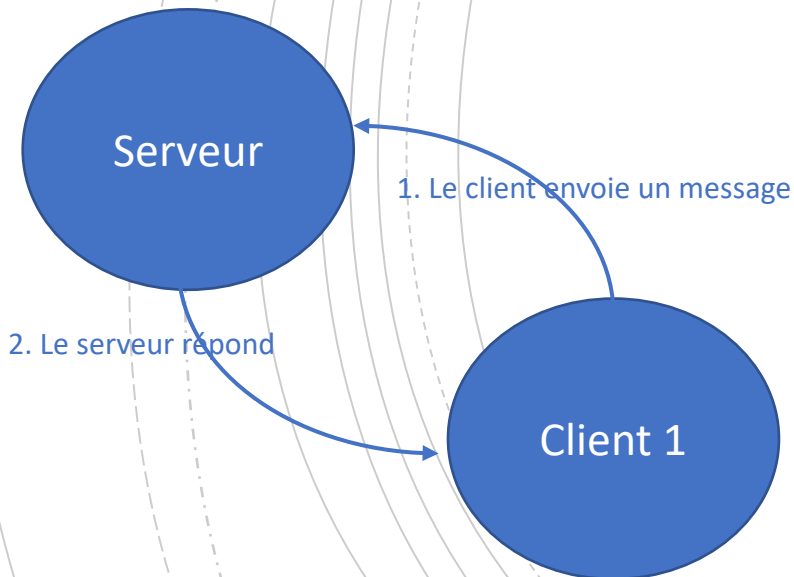 Serveur
1. Le client envoie un message
2. Le serveur répond
Client 1